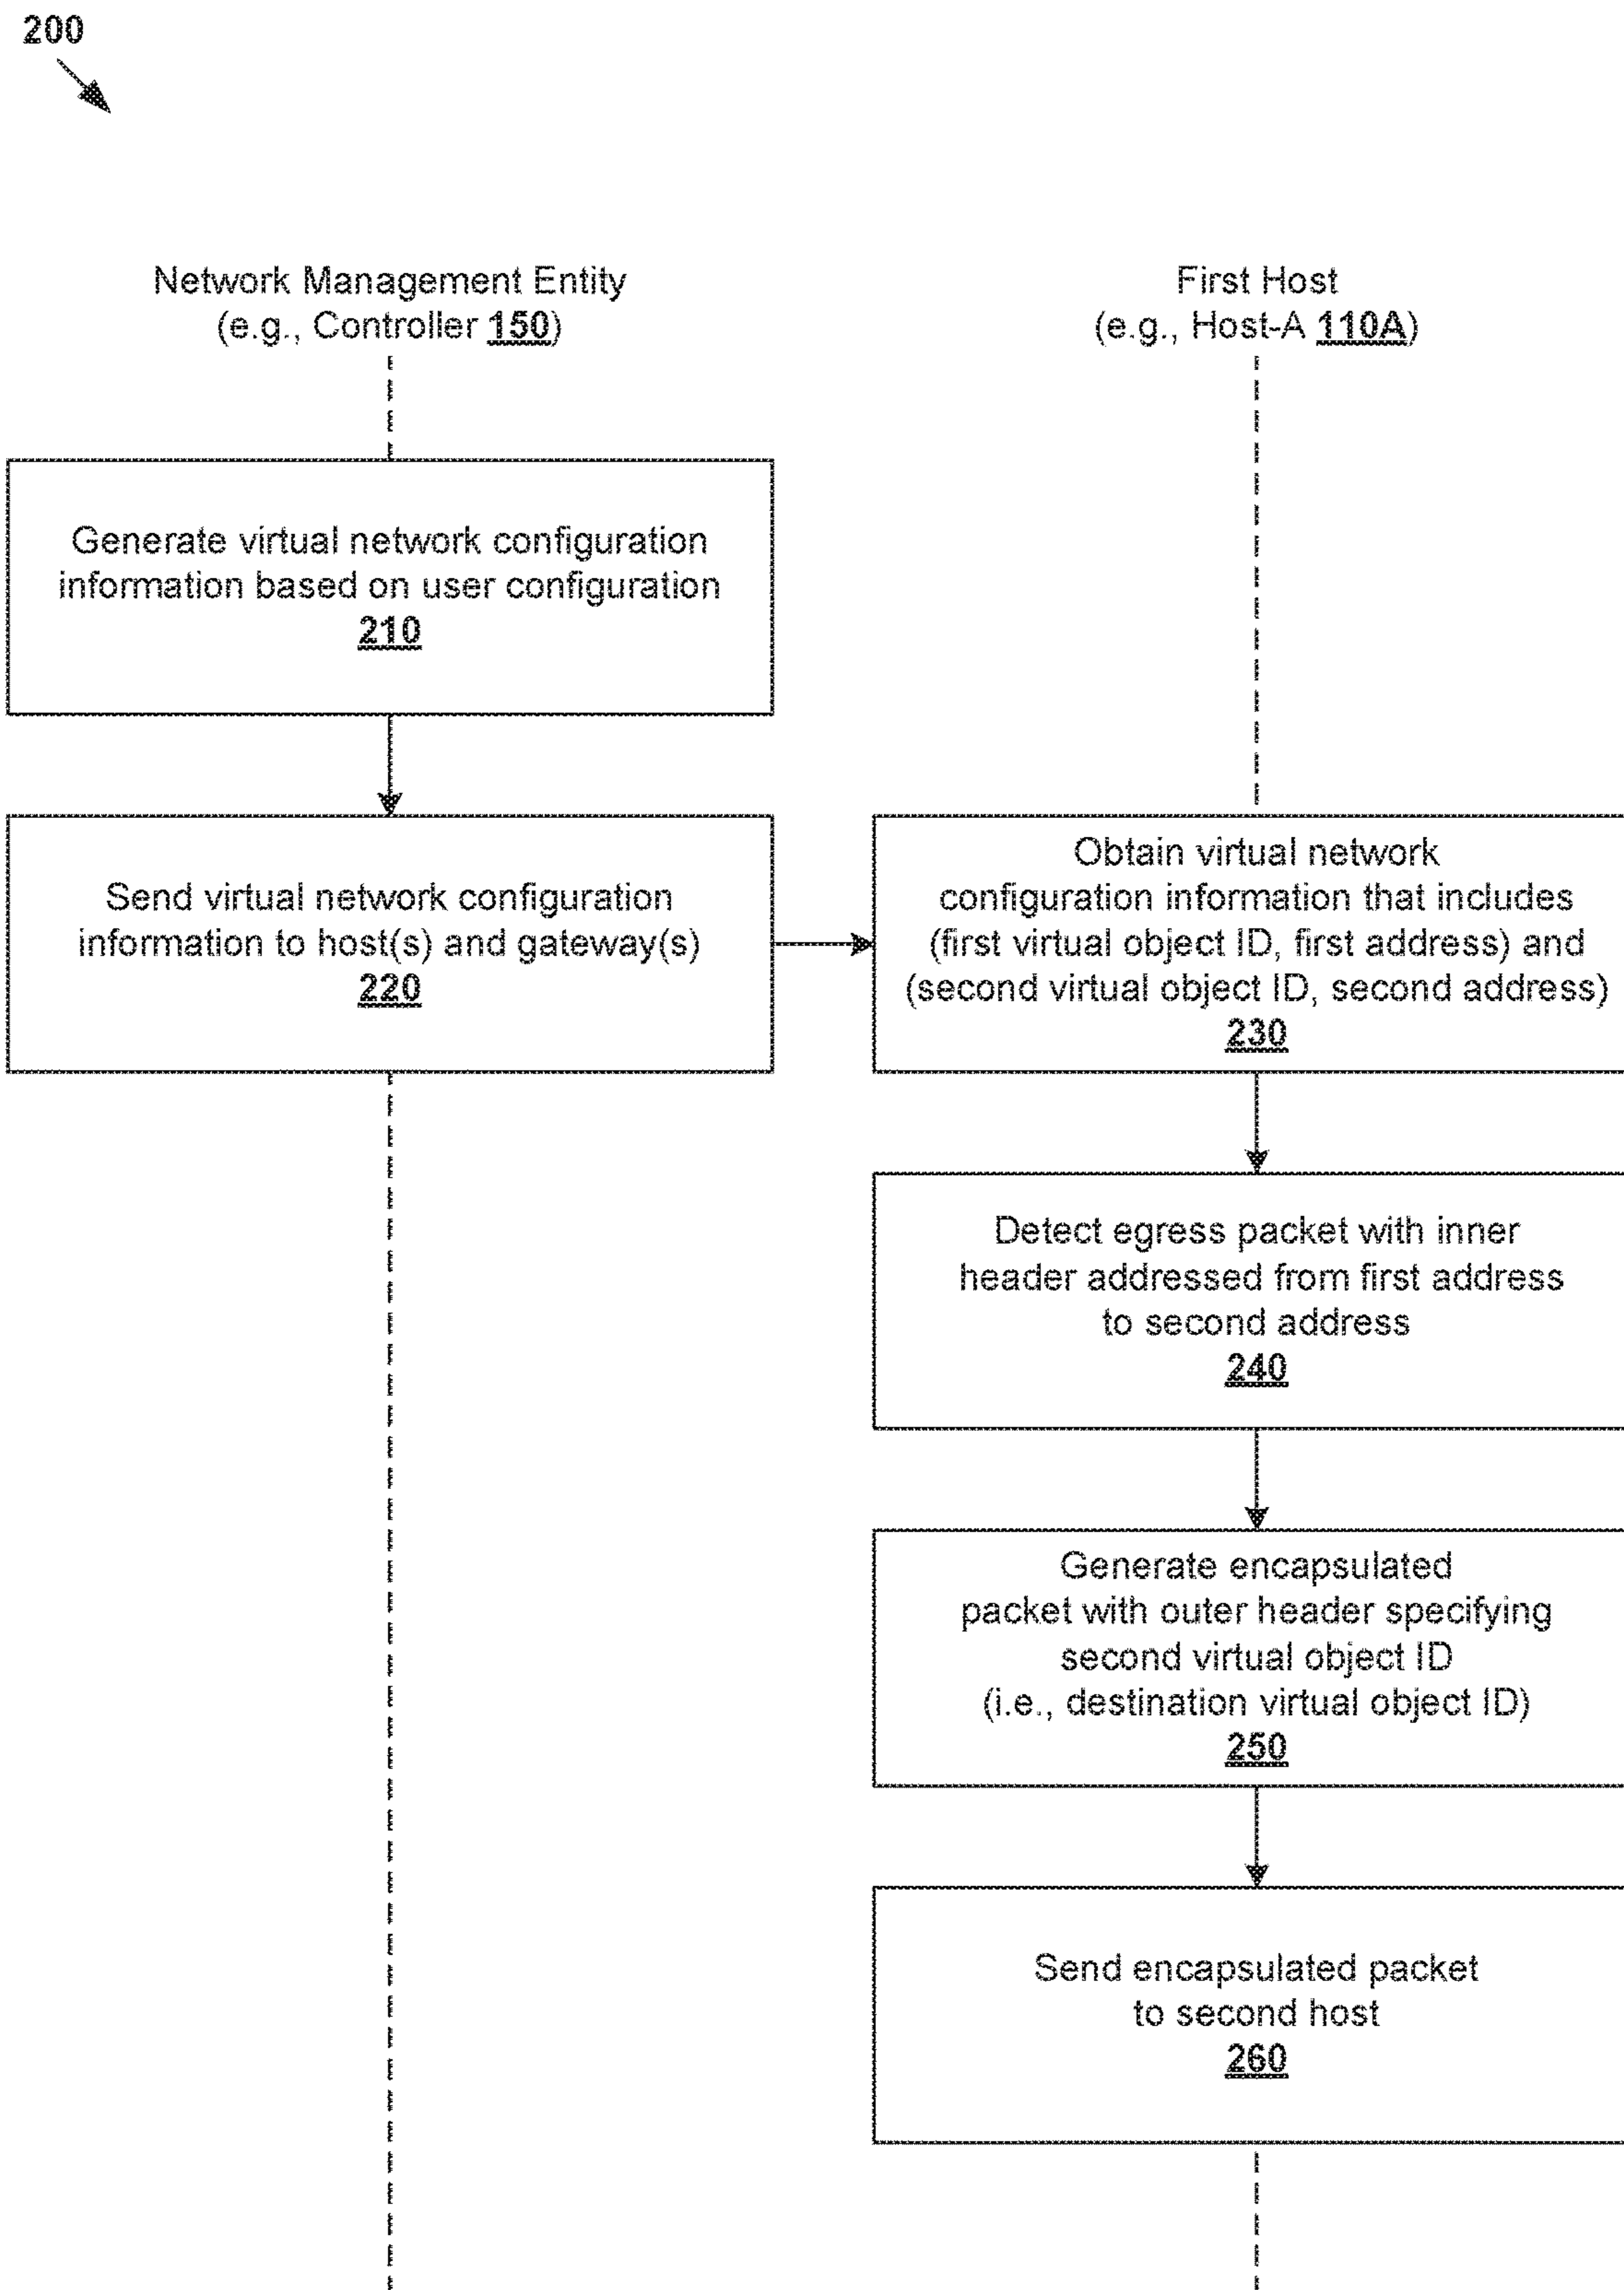 200
Network Management Entity
(e.g., Controller 150)
First Host
(e.g., Host-A 110A)
Generate virtual network configuration
information based on user configuration
210
Send virtual network configuration
information to host(s) and gateway(s)
220
Obtain virtual network
configuration information that includes
(first virtual object ID, first address) and
(second virtual object ID, second address)
230
Detect egress packet with inner
header addressed from first address
to second address
240
Generate encapsulated
packet with outer header specifying
second virtual object ID
(i.e., destination virtual object ID)
250
Send encapsulated packet
to second host
260